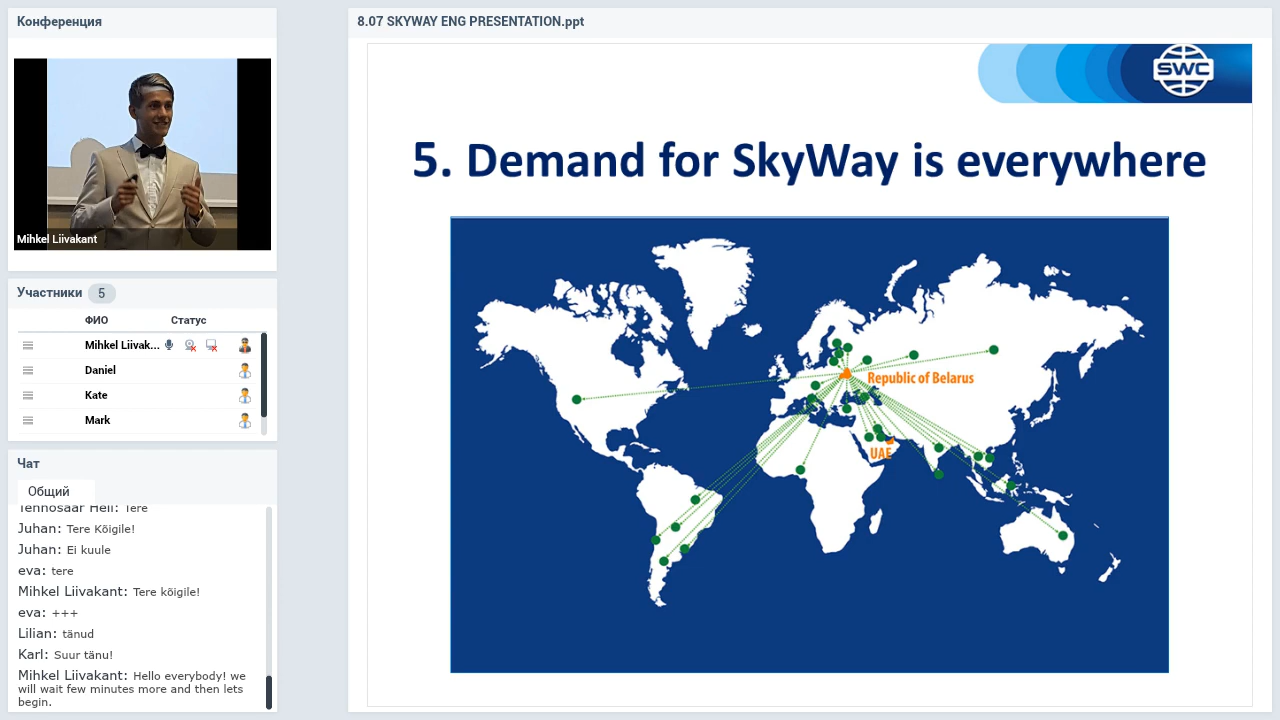 Конференция
Mihkel Liivakant
Участники 5
ФИО Статус
Mihkel Liivak...
Daniel
Kate
Mark
Чат
Общий
Tennosaar Heli: Tere
Juhan: Tere Kõigile!
Juhan: Ei kuule
eva: tere
Mihkel Liivakant: Tere kõigile!
eva: +++
Lilian: tänud
Karl: Suur tänu!
Mihkel Liivakant: Hello everybody! we
will wait few minutes more and then lets
begin.
8.07 SKYWAY ENG PRESENTATION.ppt
SWC
5. Demand for SkyWay is everywhere
Republic of Belarus
UAE